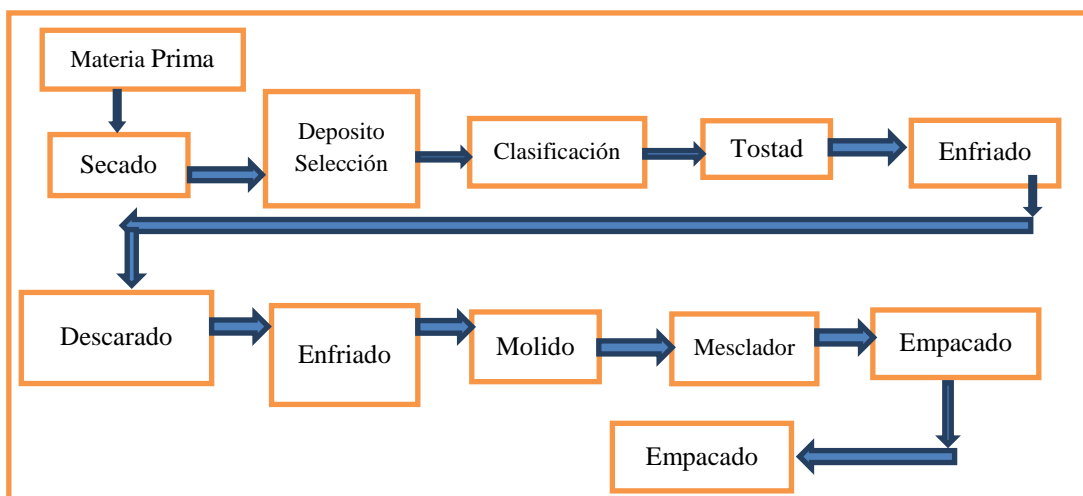 Materia Prima
Secado
Deposito
Selección
Clasificación
Tostad
Enfriado
Descarado
Enfriado
Molido
Mesclador
Empacado
Empacado